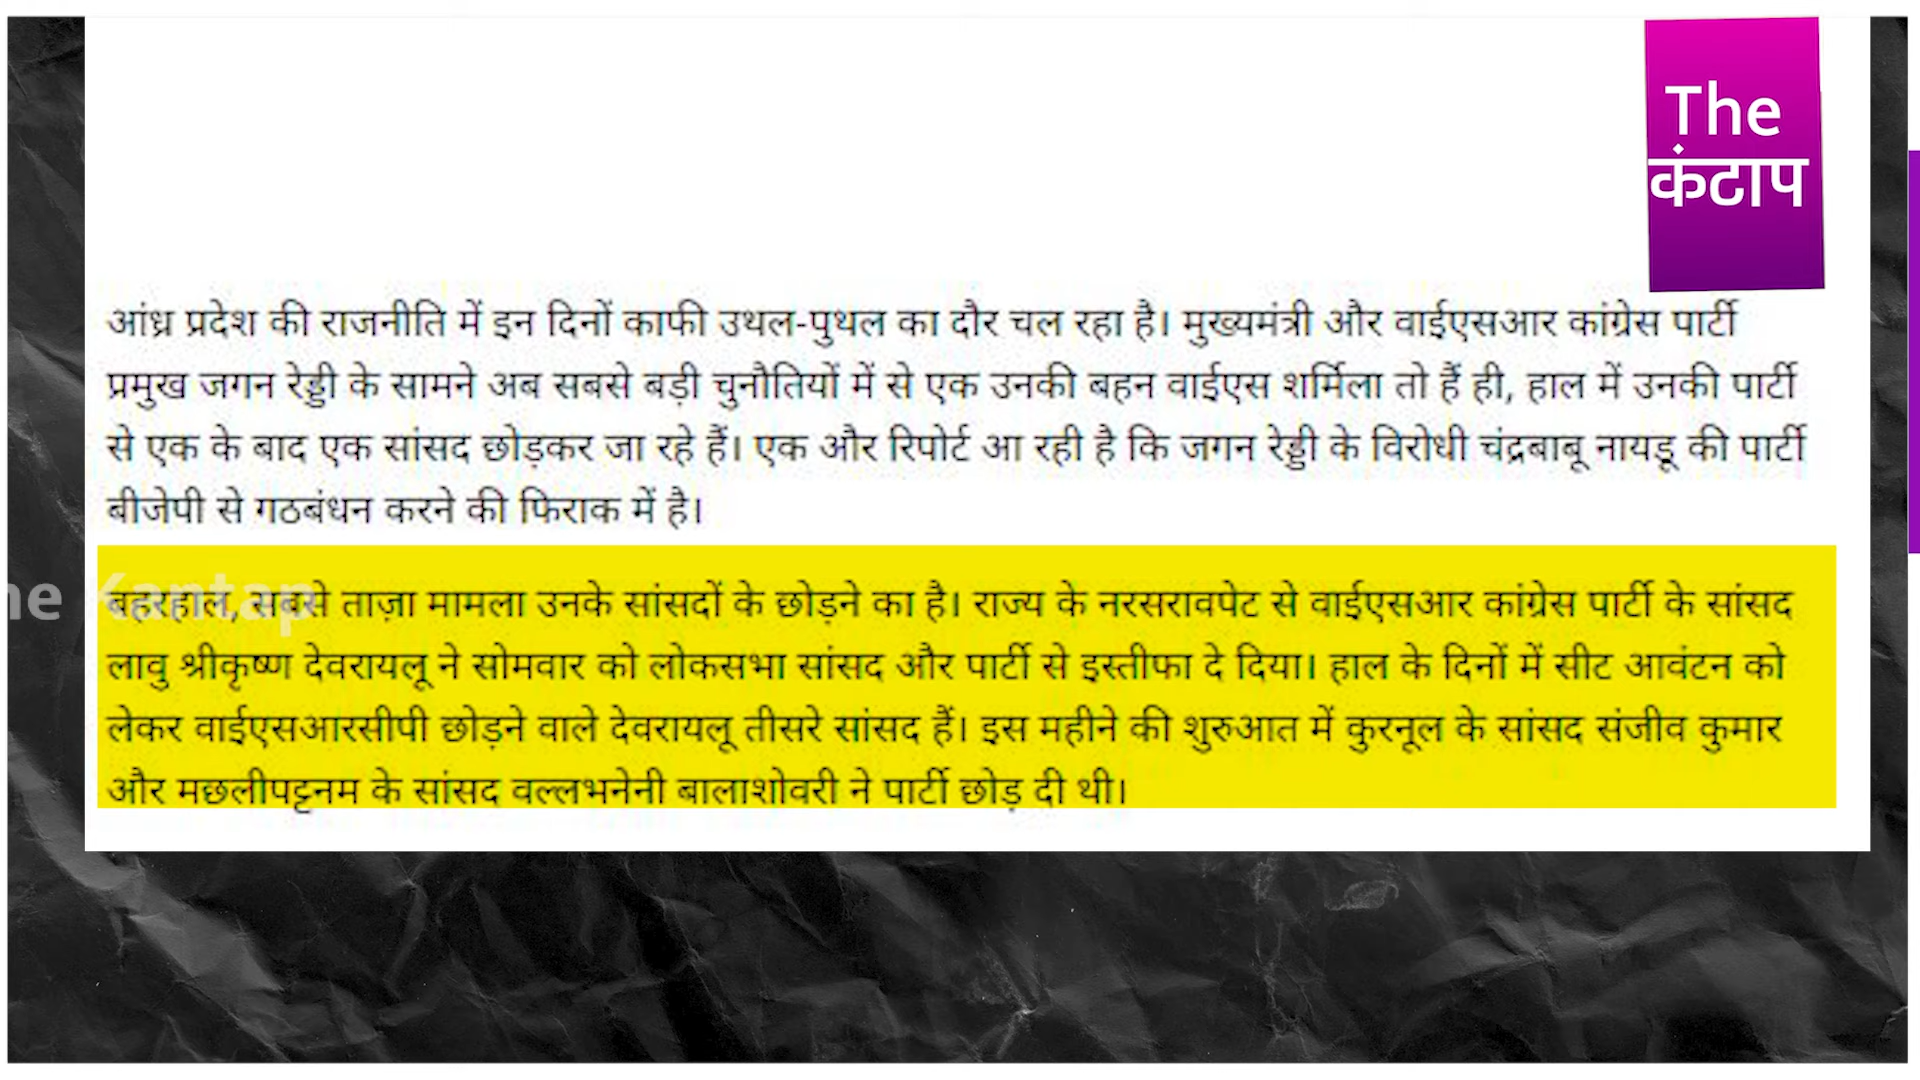 The
कंटाप
आंध्र प्रदेश की राजनीति में इन दिनों काफी उथल-पुथल का दौर चल रहा है। मुख्यमंत्री और वाईएसआर कांग्रेस पार्टी
प्रमुख जगन रेड्डी के सामने अब सबसे बड़ी चुनौतियों में से एक उनकी बहन वाईएस शर्मिला तो हैं ही, हाल में उनकी पार्टी
से एक के बाद एक सांसद छोड़कर जा रहे हैं। एक और रिपोर्ट आ रही है कि जगन रेड्डी के विरोधी चंद्रबाबू नायडू की पार्टी
बीजेपी से गठबंधन करने की फिराक में है।
बहरहाल, सबसे ताज़ा मामला उनके सांसदों के छोड़ने का है। राज्य के नरसरावपेट से वाईएसआर कांग्रेस पार्टी के सांसद
लावु श्रीकृष्ण देवरायलू ने सोमवार को लोकसभा सांसद और पार्टी से इस्तीफा दे दिया। हाल के दिनों में सीट आवंटन को
लेकर वाईएसआरसीपी छोड़ने वाले देवरायलू तीसरे सांसद हैं। इस महीने की शुरुआत में कुरनूल के सांसद संजीव कुमार
और मछलीपट्टनम के सांसद वल्लभनेनी बालाशोवरी ने पार्टी छोड़ दी थी।
ne Kantap